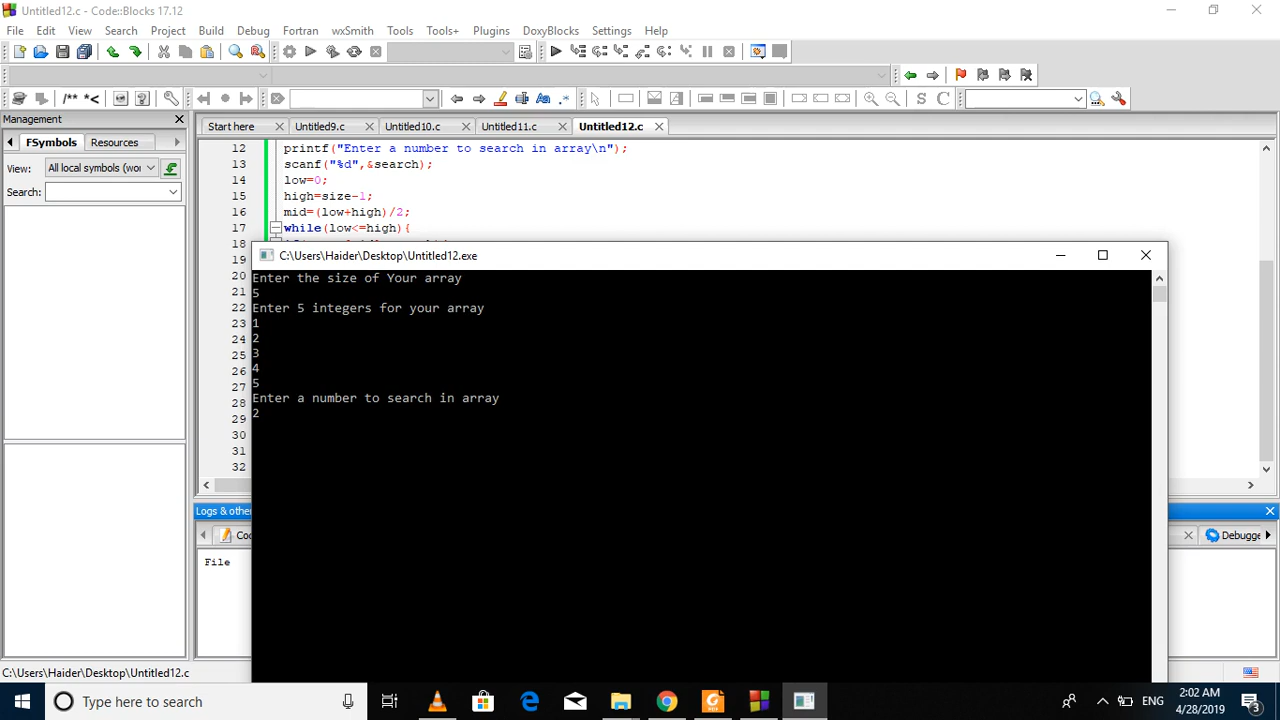 Untitled12.c - Code::Blocks 17.12
File Edit View Search Project Build Debug Fortran wxSmith Tools Tools+ Plugins DoxyBlocks Settings Help
/** *<
S C
Management
Start here Untitled9.c Untitled10.c Untitled11.c Untitled12.c
FSymbols Resources
View: All local symbols (wor
Search:
12 printf("Enter a number to search in array\n");
13 scanf("%d",&search);
14 low=0;
15 high=size-1;
16 mid=(low+high)/2;
17 while(low<=high){
18
19
20
21
22
23
24
25
26
27
28
29
30
31
32
C:\Users\Haider\Desktop\Untitled12.exe
Enter the size of Your array
5
Enter 5 integers for your array
1
2
3
4
5
Enter a number to search in array
2
Logs & other
Coc
Debugge
File
C:\Users\Haider\Desktop\Untitled12.c
Type here to search
ENG
2:02 AM
4/28/2019
3